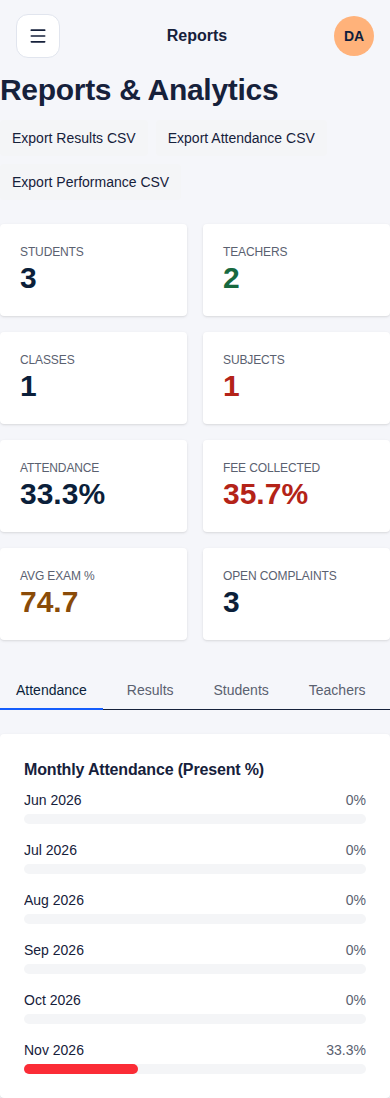 Reports
DA
Reports & Analytics
Export Results CSV
Export Attendance CSV
Export Performance CSV
STUDENTS
3
TEACHERS
2
CLASSES
1
SUBJECTS
1
ATTENDANCE
33.3%
FEE COLLECTED
35.7%
AVG EXAM %
74.7
OPEN COMPLAINTS
3
Attendance
Results
Students
Teachers
Monthly Attendance (Present %)
Jun 2026 0%
Jul 2026 0%
Aug 2026 0%
Sep 2026 0%
Oct 2026 0%
Nov 2026 33.3%